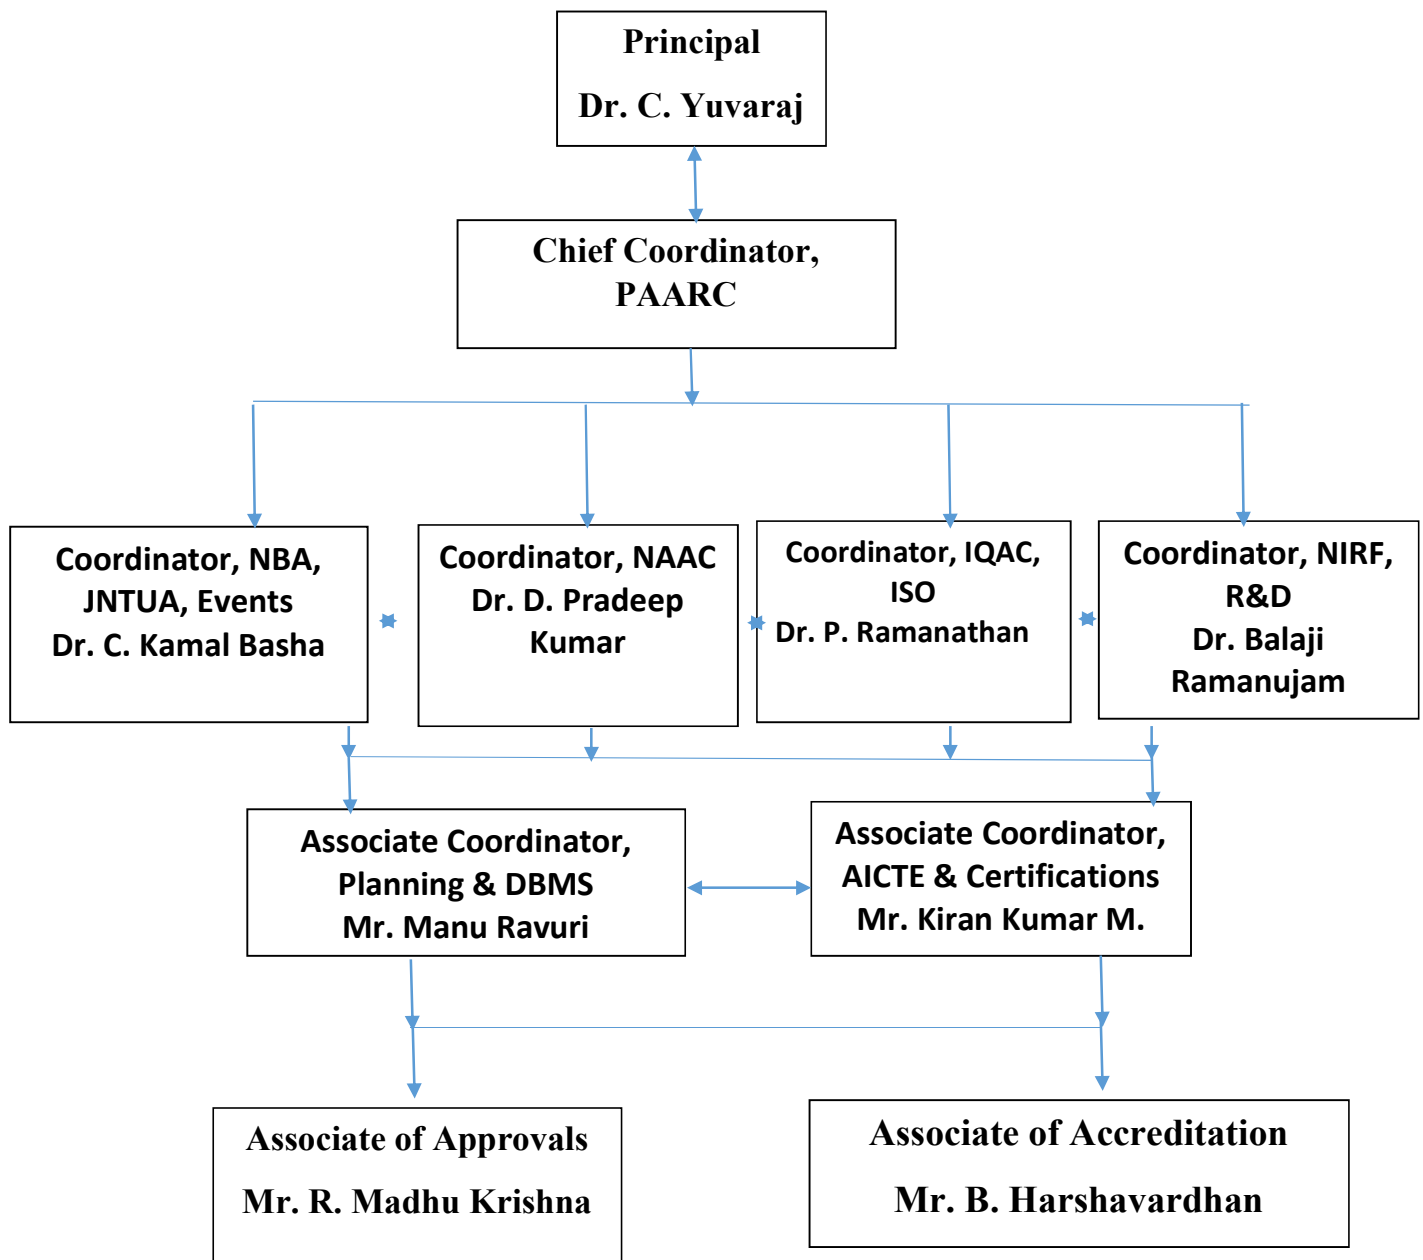 Principal
Dr. C. Yuvaraj
Chief Coordinator,
PAARC
Coordinator, NBA,
JNTUA, Events
Dr. C. Kamal Basha
Coordinator, NAAC
Dr. D. Pradeep
Kumar
Coordinator, IQAC,
ISO
Dr. P. Ramanathan
Coordinator, NIRF,
R&D
Dr. Balaji
Ramanujam
Associate Coordinator,
Planning & DBMS
Mr. Manu Ravuri
Associate Coordinator,
AICTE & Certifications
Mr. Kiran Kumar M.
Associate of Approvals
Mr. R. Madhu Krishna
Associate of Accreditation
Mr. B. Harshavardhan